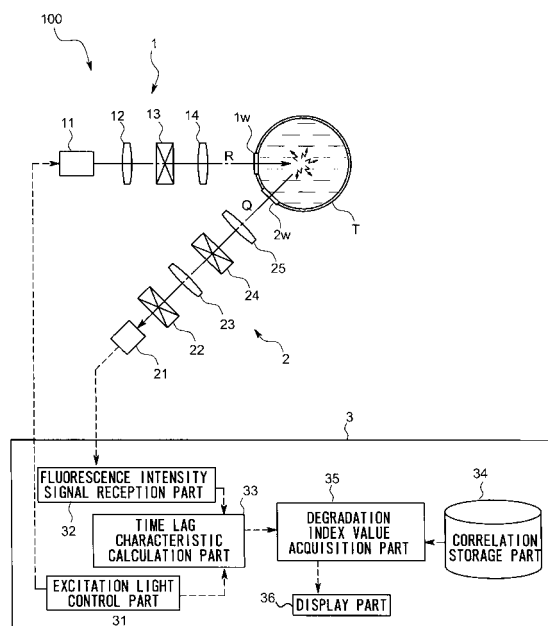 100
1
11
12
13
14
1w
R
Q
2w
T
25
24
23
22
21
2
3
FLUORESCENCE INTENSITY
SIGNAL RECEPTION PART
32
33
TIME LAG
CHARACTERISTIC
CALCULATION PART
35
DEGRADATION
INDEX VALUE
ACQUISITION PART
34
CORRELATION
STORAGE PART
EXCITATION LIGHT
CONTROL PART
31
36
DISPLAY PART